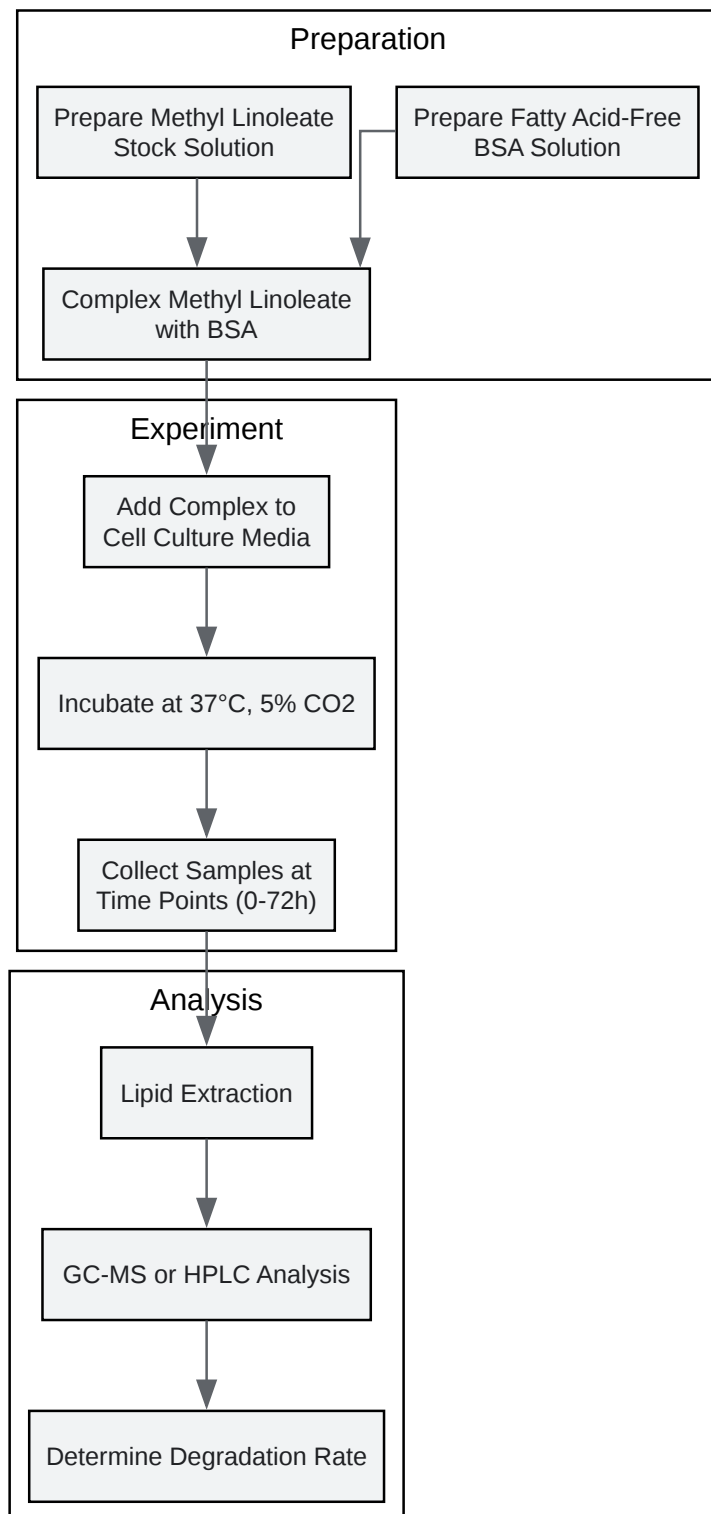 Preparation
Prepare Methyl Linoleate
Stock Solution
Prepare Fatty Acid-Free
BSA Solution
Complex Methyl Linoleate
with BSA
Experiment
Add Complex to
Cell Culture Media
Incubate at 37°C, 5% CO2
Collect Samples at
Time Points (0-72h)
Analysis
Lipid Extraction
GC-MS or HPLC Analysis
Determine Degradation Rate